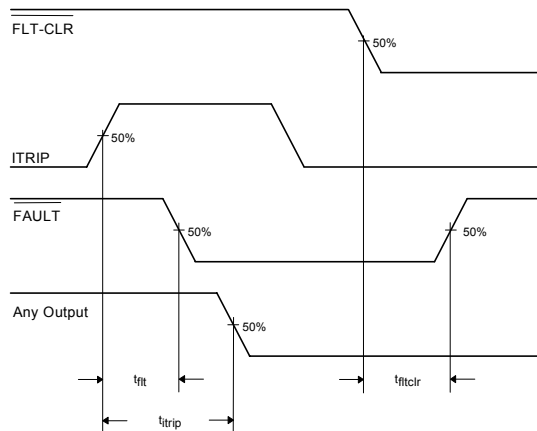 FLT-CLR
50%
ITRIP
50%
FAULT
50%
50%
Any Output
50%
tflt
tfltclr
titrip